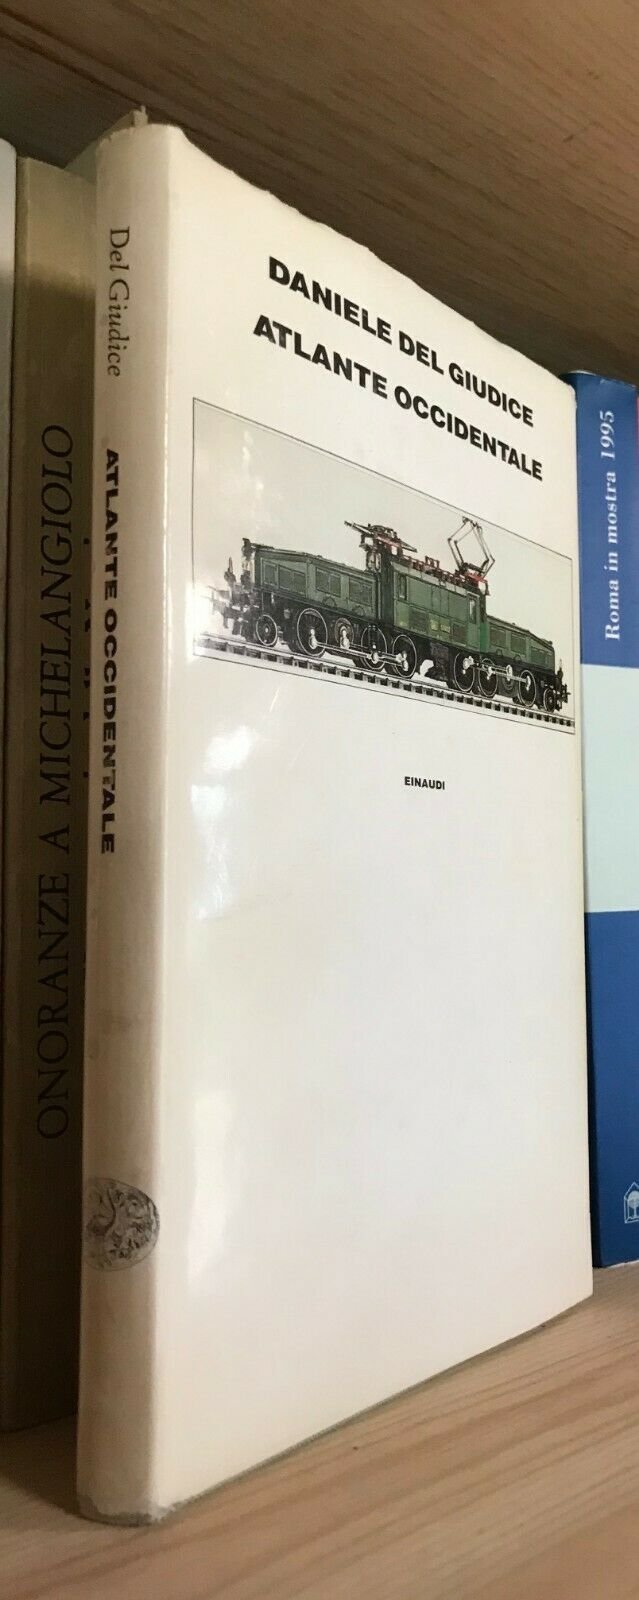 ONORANZE A MICHELANGIOLO
Del Giudice
ATLANTE OCCIDENTALE
DANIELE DEL GIUDICE
ATLANTE OCCIDENTALE
EINAUDI
Roma in mostra 1995